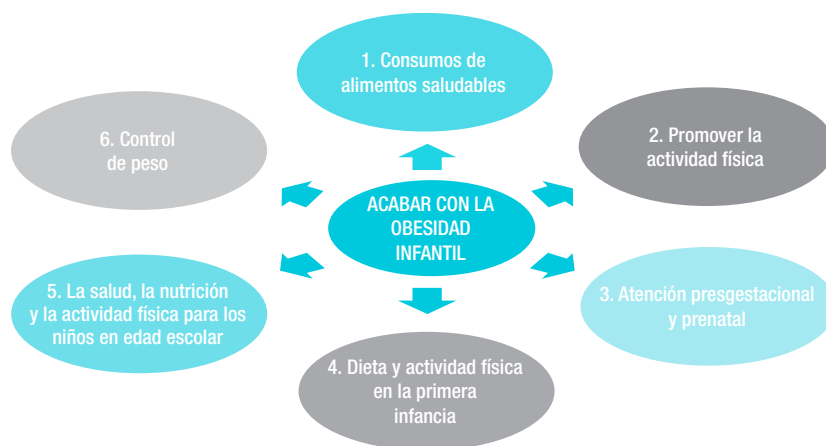 1. Consumos de
alimentos saludables
2. Promover la
actividad física
3. Atención presgestacional
y prenatal
4. Dieta y actividad física
en la primera
infancia
5. La salud, la nutrición
y la actividad física para los
niños en edad escolar
6. Control
de peso
ACABAR CON LA
OBESIDAD
INFANTIL